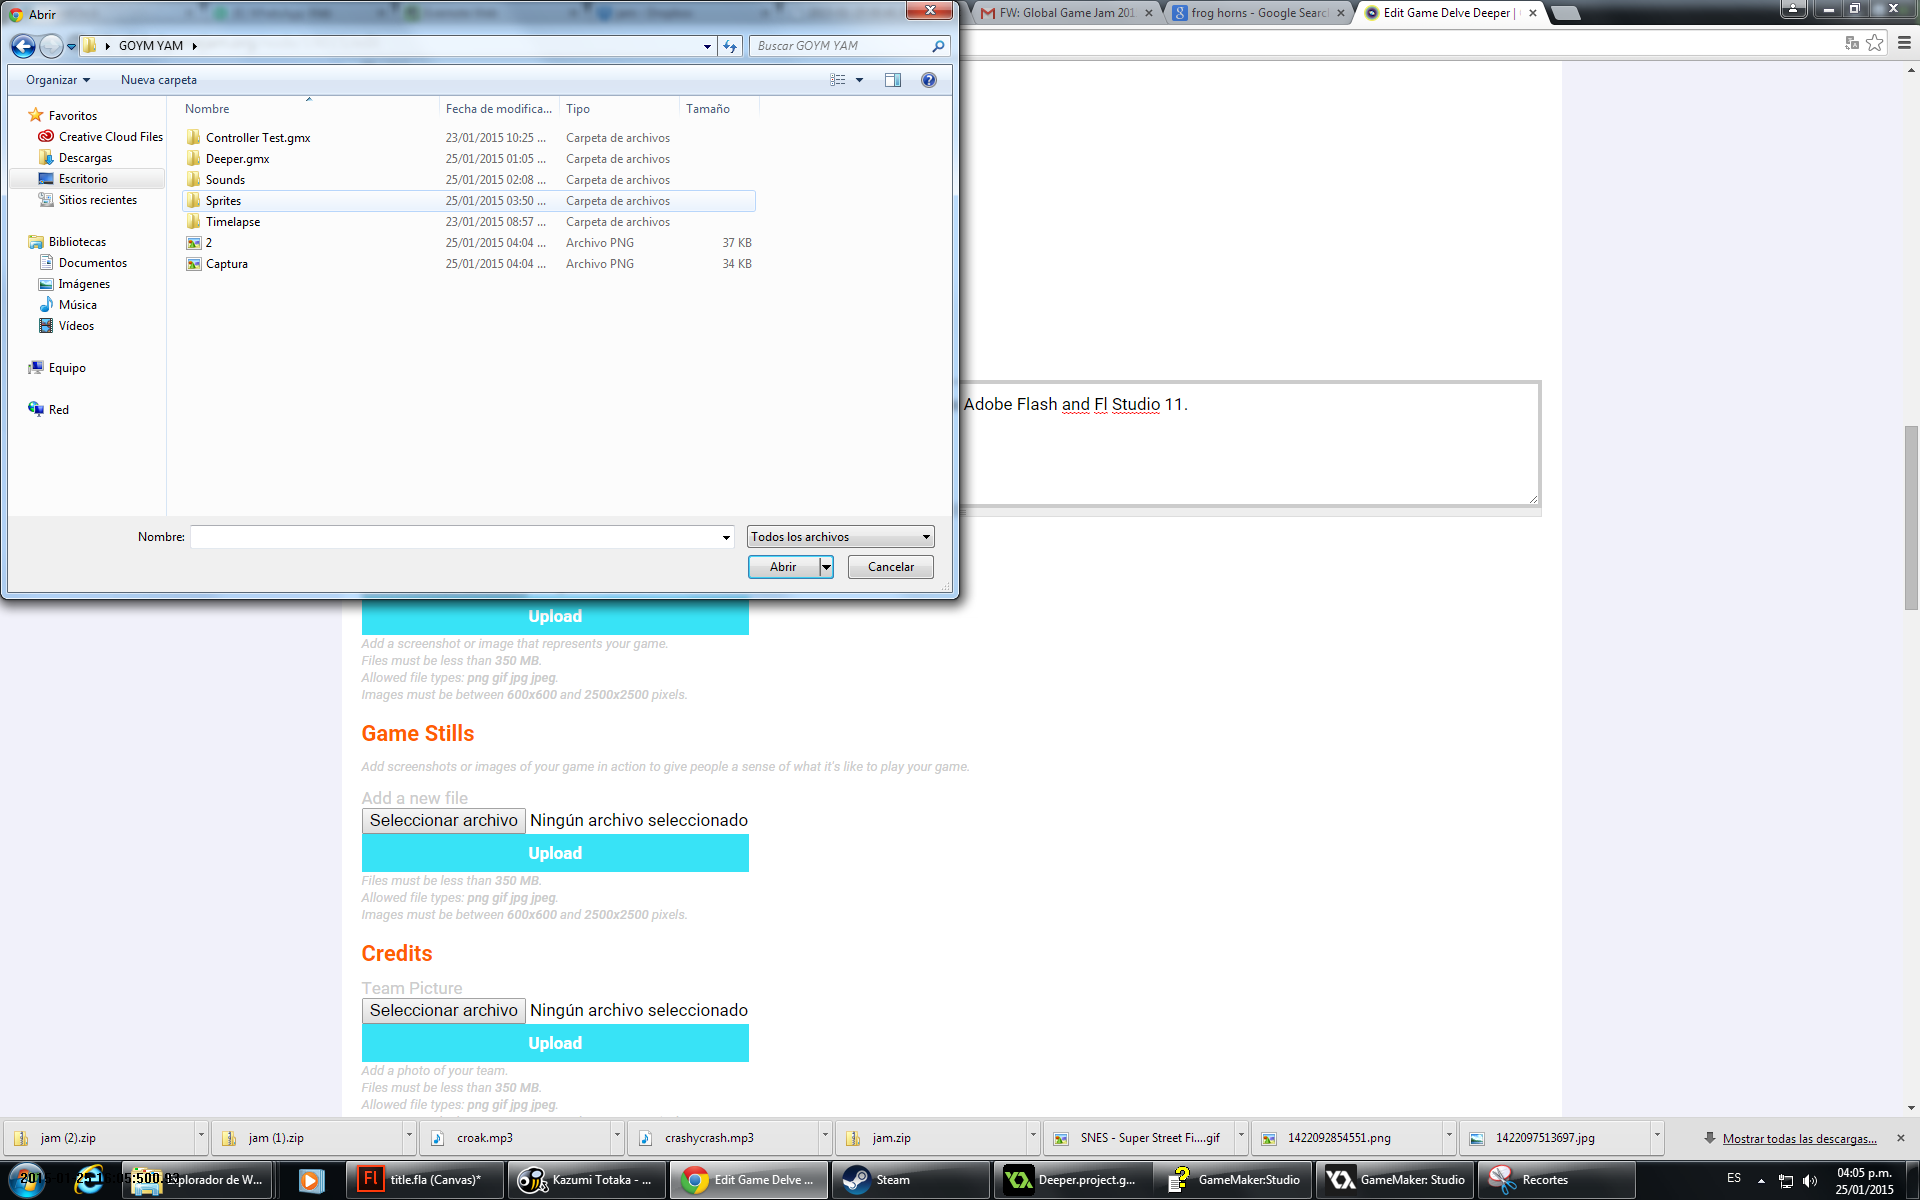 Abrir
FW: Global Game Jam 201
frog horns - Google Searc
Edit Game Delve Deeper |
GOYM YAM
Buscar GOYM YAM
Organizar
Nueva carpeta
Nombre
Fecha de modifica...
Tipo
Tamaño
Favoritos
Creative Cloud Files
Descargas
Escritorio
Sitios recientes
Bibliotecas
Documentos
Imágenes
Música
Vídeos
Equipo
Red
Controller Test.gmx 23/01/2015 10:25 ... Carpeta de archivos
Deeper.gmx 25/01/2015 01:05 ... Carpeta de archivos
Sounds 25/01/2015 02:08 ... Carpeta de archivos
Sprites 25/01/2015 03:50 ... Carpeta de archivos
Timelapse 23/01/2015 08:57 ... Carpeta de archivos
2 25/01/2015 04:04 ... Archivo PNG 37 KB
Captura 25/01/2015 04:04 ... Archivo PNG 34 KB
Nombre:
Todos los archivos
Abrir
Cancelar
Adobe Flash and Fl Studio 11.
Upload
Add a screenshot or image that represents your game.
Files must be less than 350 MB.
Allowed file types: png gif jpg jpeg.
Images must be between 600x600 and 2500x2500 pixels.
Game Stills
Add screenshots or images of your game in action to give people a sense of what it's like to play your game.
Add a new file
Seleccionar archivo Ningún archivo seleccionado
Upload
Files must be less than 350 MB.
Allowed file types: png gif jpg jpeg.
Images must be between 600x600 and 2500x2500 pixels.
Credits
Team Picture
Seleccionar archivo Ningún archivo seleccionado
Upload
Add a photo of your team.
Files must be less than 350 MB.
Allowed file types: png gif jpg jpeg.
jam (2).zip
jam (1).zip
croak.mp3
crashycrash.mp3
jam.zip
SNES - Super Street Fi....gif
1422092854551.png
1422097513697.jpg
Mostrar todas las descargas...
Explorador de W...
Fl title.fla (Canvas)*
Kazumi Totaka - ...
Edit Game Delve ...
Steam
Deeper.project.g...
GameMaker:Studio
GameMaker: Studio
Recortes
ES
04:05 p.m.
25/01/2015